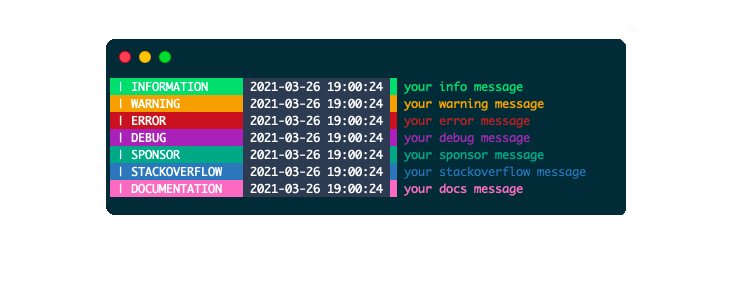 | INFORMATION 2021-03-26 19:00:24 your info message
| WARNING 2021-03-26 19:00:24 your warning message
| ERROR 2021-03-26 19:00:24 your error message
| DEBUG 2021-03-26 19:00:24 your debug message
| SPONSOR 2021-03-26 19:00:24 your sponsor message
| STACKOVERFLOW 2021-03-26 19:00:24 your stackoverflow message
| DOCUMENTATION 2021-03-26 19:00:24 your docs message